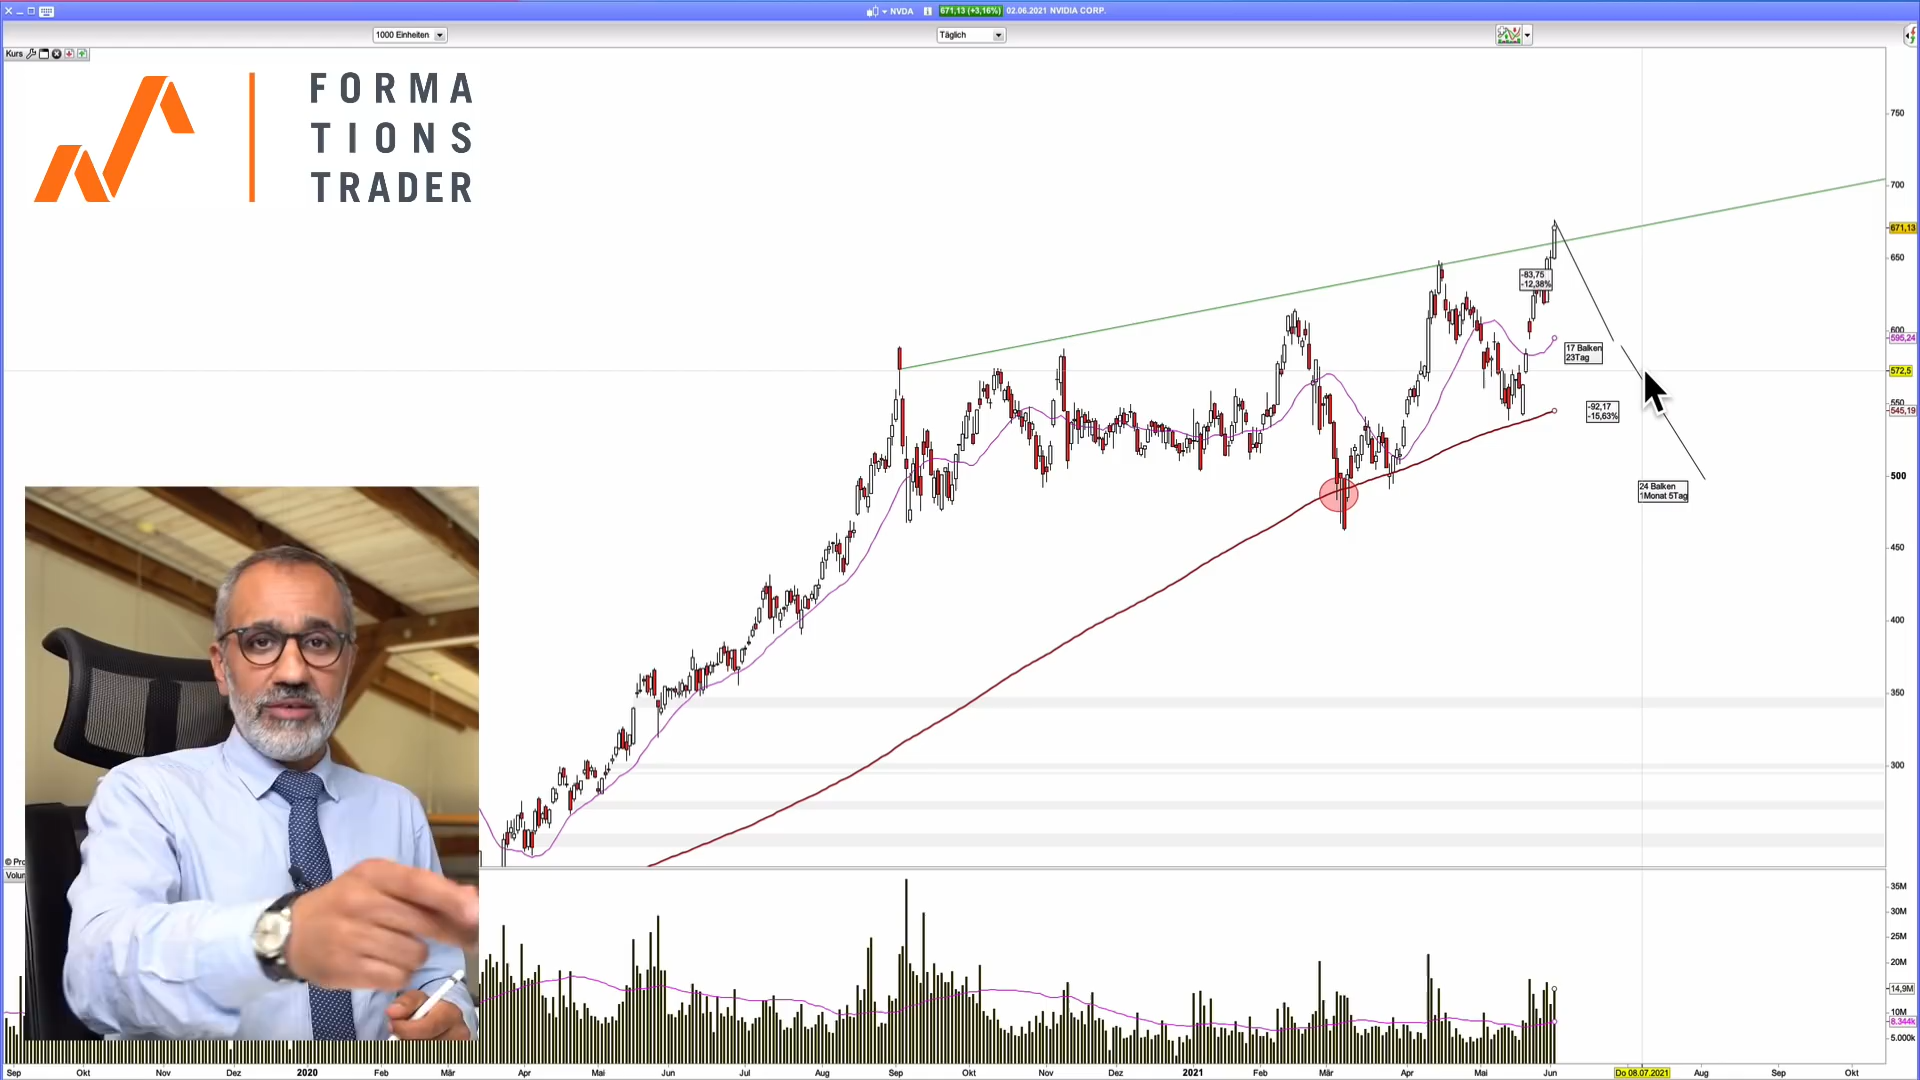 NVDA 671,13 (+3,16%) 02.06.2021 NVIDIA CORP.
1000 Einheiten
Täglich
Kurs
FORMA
TIONS
TRADER
750
700
671,13
650
600
595,24
572,5
550
545,19
500
450
400
350
300
-83,75
-12,38%
17 Balken
23Tag
-92,17
-15,63%
24 Balken
1Monat 5Tag
© Pro
Volum
35M
30M
25M
20M
14,9M
10M
8.344k
5.000k
Sep Okt Nov Dez 2020 Feb Mär Apr Mai Jun Jul Aug Sep Okt Nov Dez 2021 Feb Mär Apr Mai Jun Do 08.07.2021 Aug Sep Okt